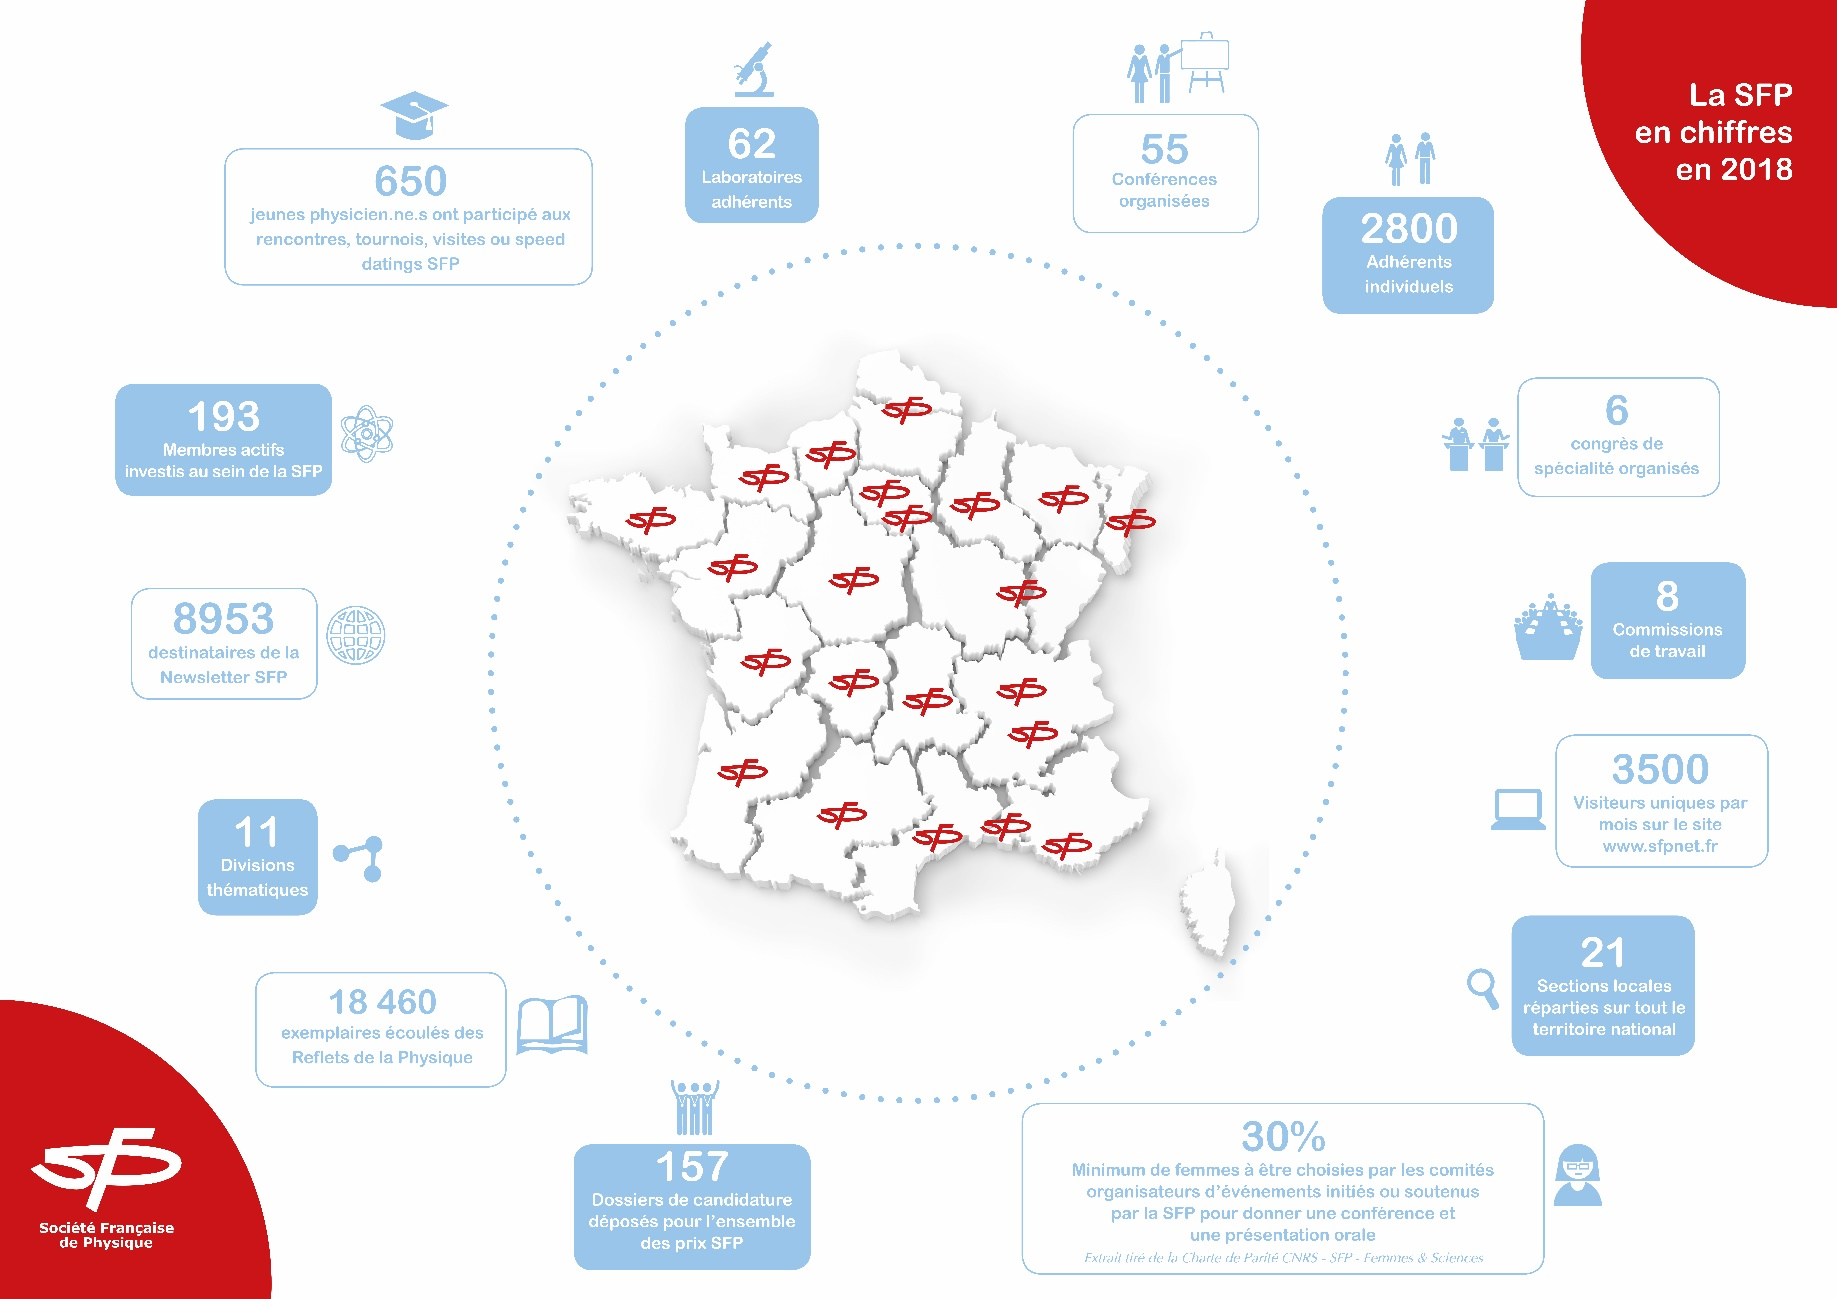 La SFP
en chiffres
en 2018
62
Laboratoires
adhérents
55
Conférences
organisées
650
jeunes physicien.ne.s ont participé aux
rencontres, tournois, visites ou speed
datings SFP
2800
Adhérents
individuels
193
Membres actifs
investis au sein de la SFP
6
congrès de
spécialité organisés
8953
destinataires de la
Newsletter SFP
8
Commissions
de travail
3500
Visiteurs uniques par
mois sur le site
www.sfpnet.fr
11
Divisions
thématiques
21
Sections locales
réparties sur tout le
territoire national
18 460
exemplaires écoulés des
Reflets de la Physique
157
Dossiers de candidature
déposés pour l'ensemble
des prix SFP
30%
Minimum de femmes à être choisies par les comités
organisateurs d'événements initiés ou soutenus
par la SFP pour donner une conférence et
une présentation orale
Extrait tiré de la Charte de Parité CNRS - SFP - Femmes & Sciences
SFP
Société Française
de Physique